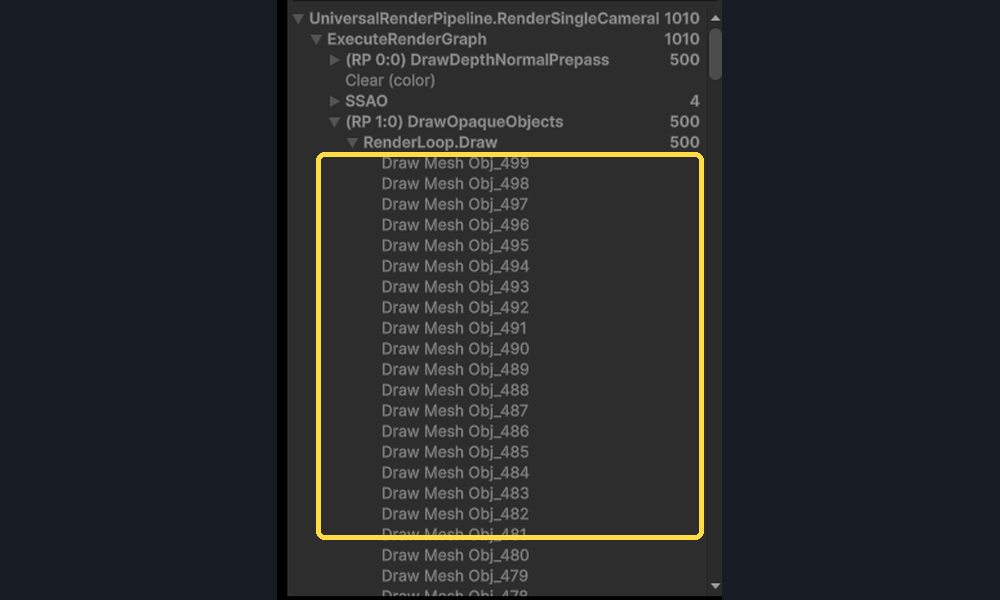 UniversalRenderPipeline.RenderSingleCameraI 1010
ExecuteRenderGraph 1010
(RP 0:0) DrawDepthNormalPrepass 500
Clear (color)
SSAO 4
(RP 1:0) DrawOpaqueObjects 500
RenderLoop.Draw 500
Draw Mesh Obj_499
Draw Mesh Obj_498
Draw Mesh Obj_497
Draw Mesh Obj_496
Draw Mesh Obj_495
Draw Mesh Obj_494
Draw Mesh Obj_493
Draw Mesh Obj_492
Draw Mesh Obj_491
Draw Mesh Obj_490
Draw Mesh Obj_489
Draw Mesh Obj_488
Draw Mesh Obj_487
Draw Mesh Obj_486
Draw Mesh Obj_485
Draw Mesh Obj_484
Draw Mesh Obj_483
Draw Mesh Obj_482
Draw Mesh Obj_481
Draw Mesh Obj_480
Draw Mesh Obj_479
Draw Mesh Obj_478